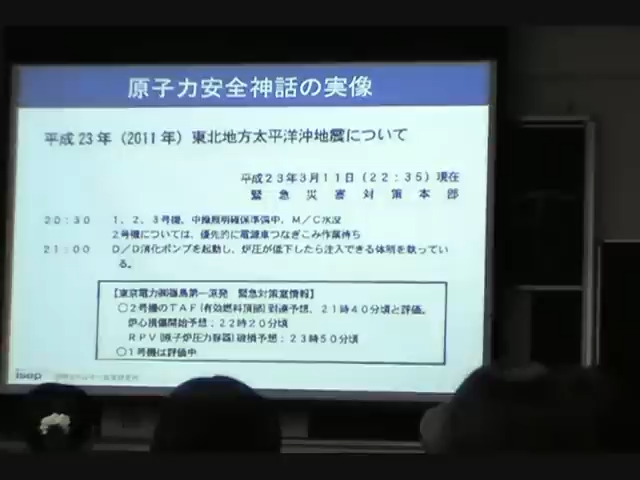 原子力安全神話の実像
平成23年（2011年）東北地方太平洋沖地震について
平成２３年３月１１日（２２：３５）現在
緊急災害対策本部
２０：３０　１、２、３号機、中操照明確保準備中、Ｍ／Ｃ水没
２号機については、優先的に電源車つなぎこみ作業待ち
２１：００　Ｄ／Ｄ消化ポンプを起動し、炉圧が低下したら注入できる体制を執ってい
る。
【東京電力㈱福島第一原発　緊急対策室情報】
○２号機のＴＡＦ（有効燃料頂部）到達予想、２１時４０分頃と評価。
炉心損傷開始予想：２２時２０分頃
ＲＰＶ（原子炉圧力容器）破損予想：２３時５０分頃
○１号機は評価中
isep